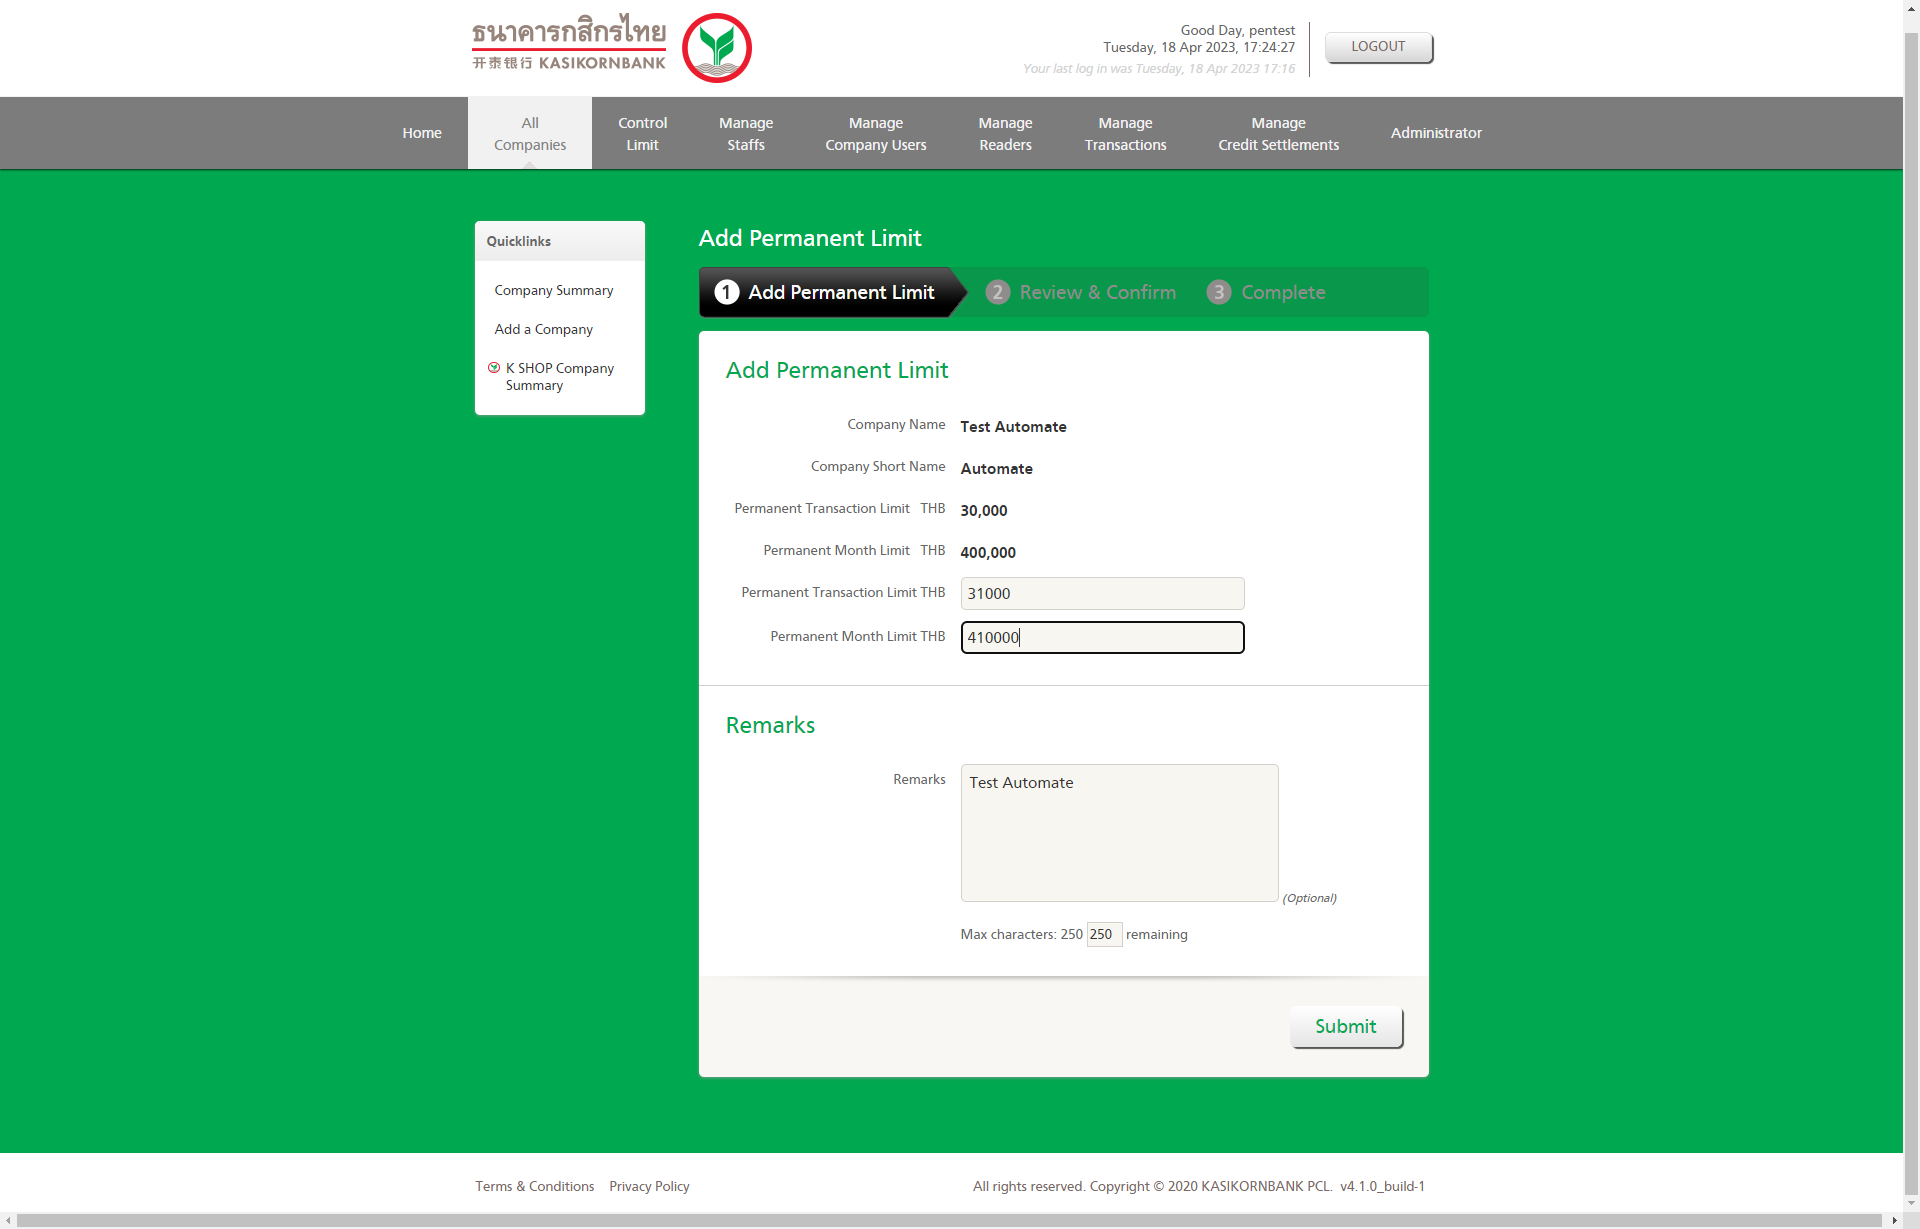 ธนาคารกสิกรไทย
开泰银行 KASIKORNBANK
Good Day, pentest
Tuesday, 18 Apr 2023, 17:24:27
Your last log in was Tuesday, 18 Apr 2023 17:16
LOGOUT
Home
All
Companies
Control
Limit
Manage
Staffs
Manage
Company Users
Manage
Readers
Manage
Transactions
Manage
Credit Settlements
Administrator
Quicklinks
Company Summary
Add a Company
K SHOP Company
Summary
Add Permanent Limit
1 Add Permanent Limit
2 Review & Confirm
3 Complete
Add Permanent Limit
Company Name Test Automate
Company Short Name Automate
Permanent Transaction Limit THB 30,000
Permanent Month Limit THB 400,000
Permanent Transaction Limit THB 31000
Permanent Month Limit THB 410000
Remarks
Remarks Test Automate
(Optional)
Max characters: 250 250 remaining
Submit
Terms & Conditions Privacy Policy
All rights reserved. Copyright © 2020 KASIKORNBANK PCL. v4.1.0_build-1